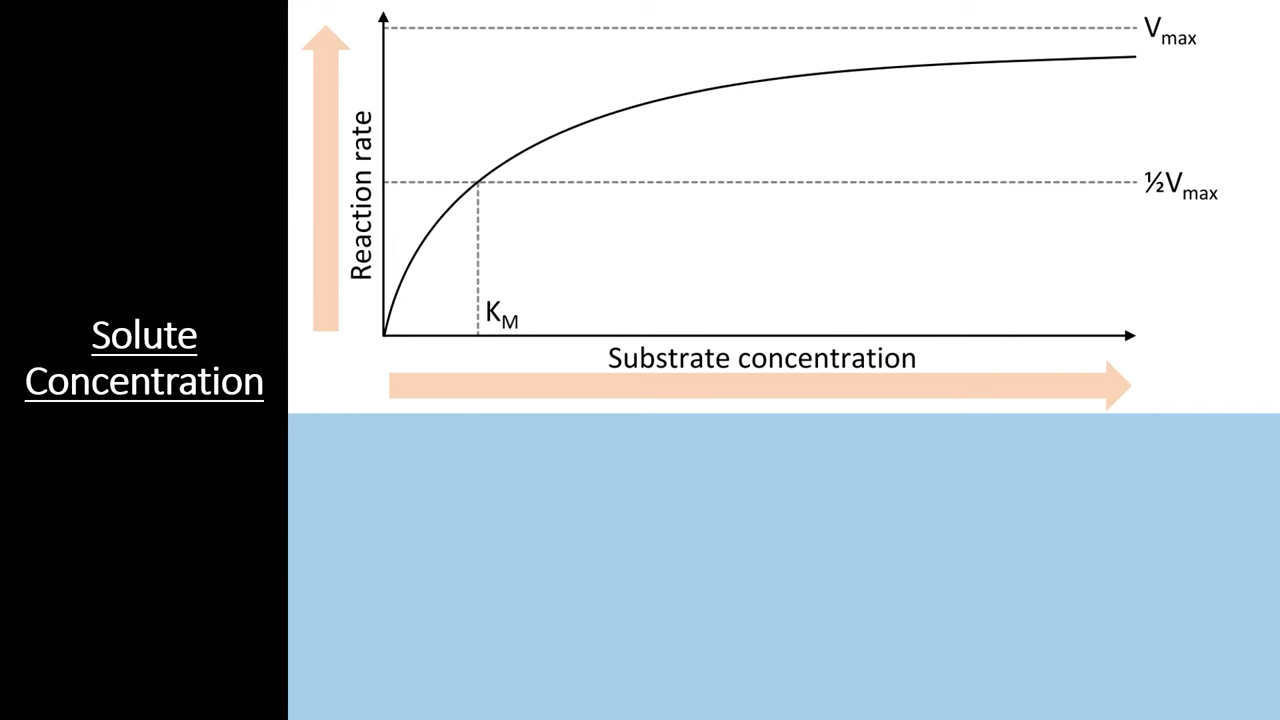 Solute
Concentration
Vmax
Reaction rate
½Vmax
KM
Substrate concentration